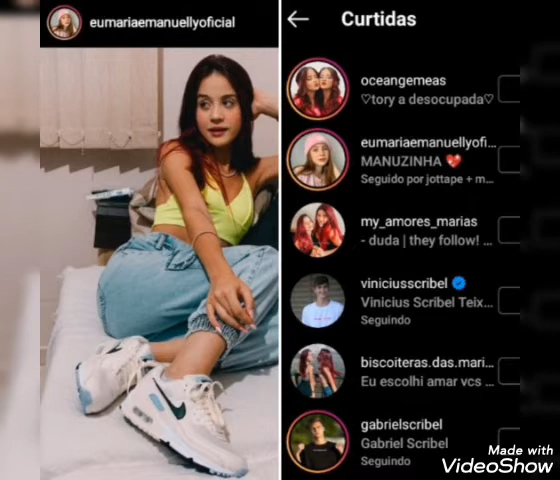 eumariaemanuellyoficial
Curtidas
oceangemeas
♡tory a desocupada♡
eumariaemanuellyofi...
MANUZINHA 💖
Seguido por jottape + m...
my_amores_marias
- duda | they follow! ...
viniciusscribel
Vinicius Scribel Teix...
Seguindo
biscoiteras.das.mari...
Eu escolhi amar vcs ...
gabrielscribel
Gabriel Scribel
Seguindo
Made with
VideoShow